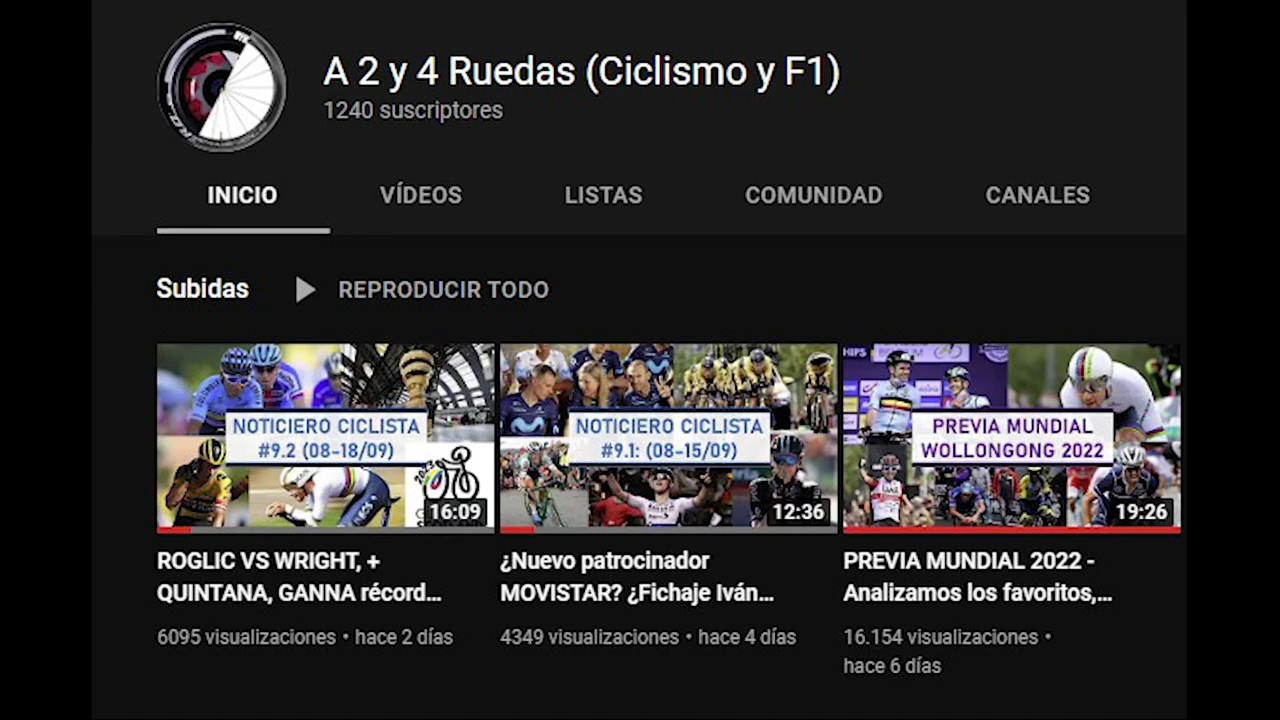 A 2 y 4 Ruedas (Ciclismo y F1)
1240 suscriptores
INICIO
VÍDEOS
LISTAS
COMUNIDAD
CANALES
Subidas
REPRODUCIR TODO
NOTICIERO CICLISTA
#9.2 (08-18/09)
16:09
NOTICIERO CICLISTA
#9.1: (08-15/09)
12:36
PREVIA MUNDIAL
WOLLONGONG 2022
19:26
ROGLIC VS WRIGHT, +
QUINTANA, GANNA récord...
6095 visualizaciones • hace 2 días
¿Nuevo patrocinador
MOVISTAR? ¿Fichaje Iván...
4349 visualizaciones • hace 4 días
PREVIA MUNDIAL 2022 -
Analizamos los favoritos,...
16.154 visualizaciones •
hace 6 días